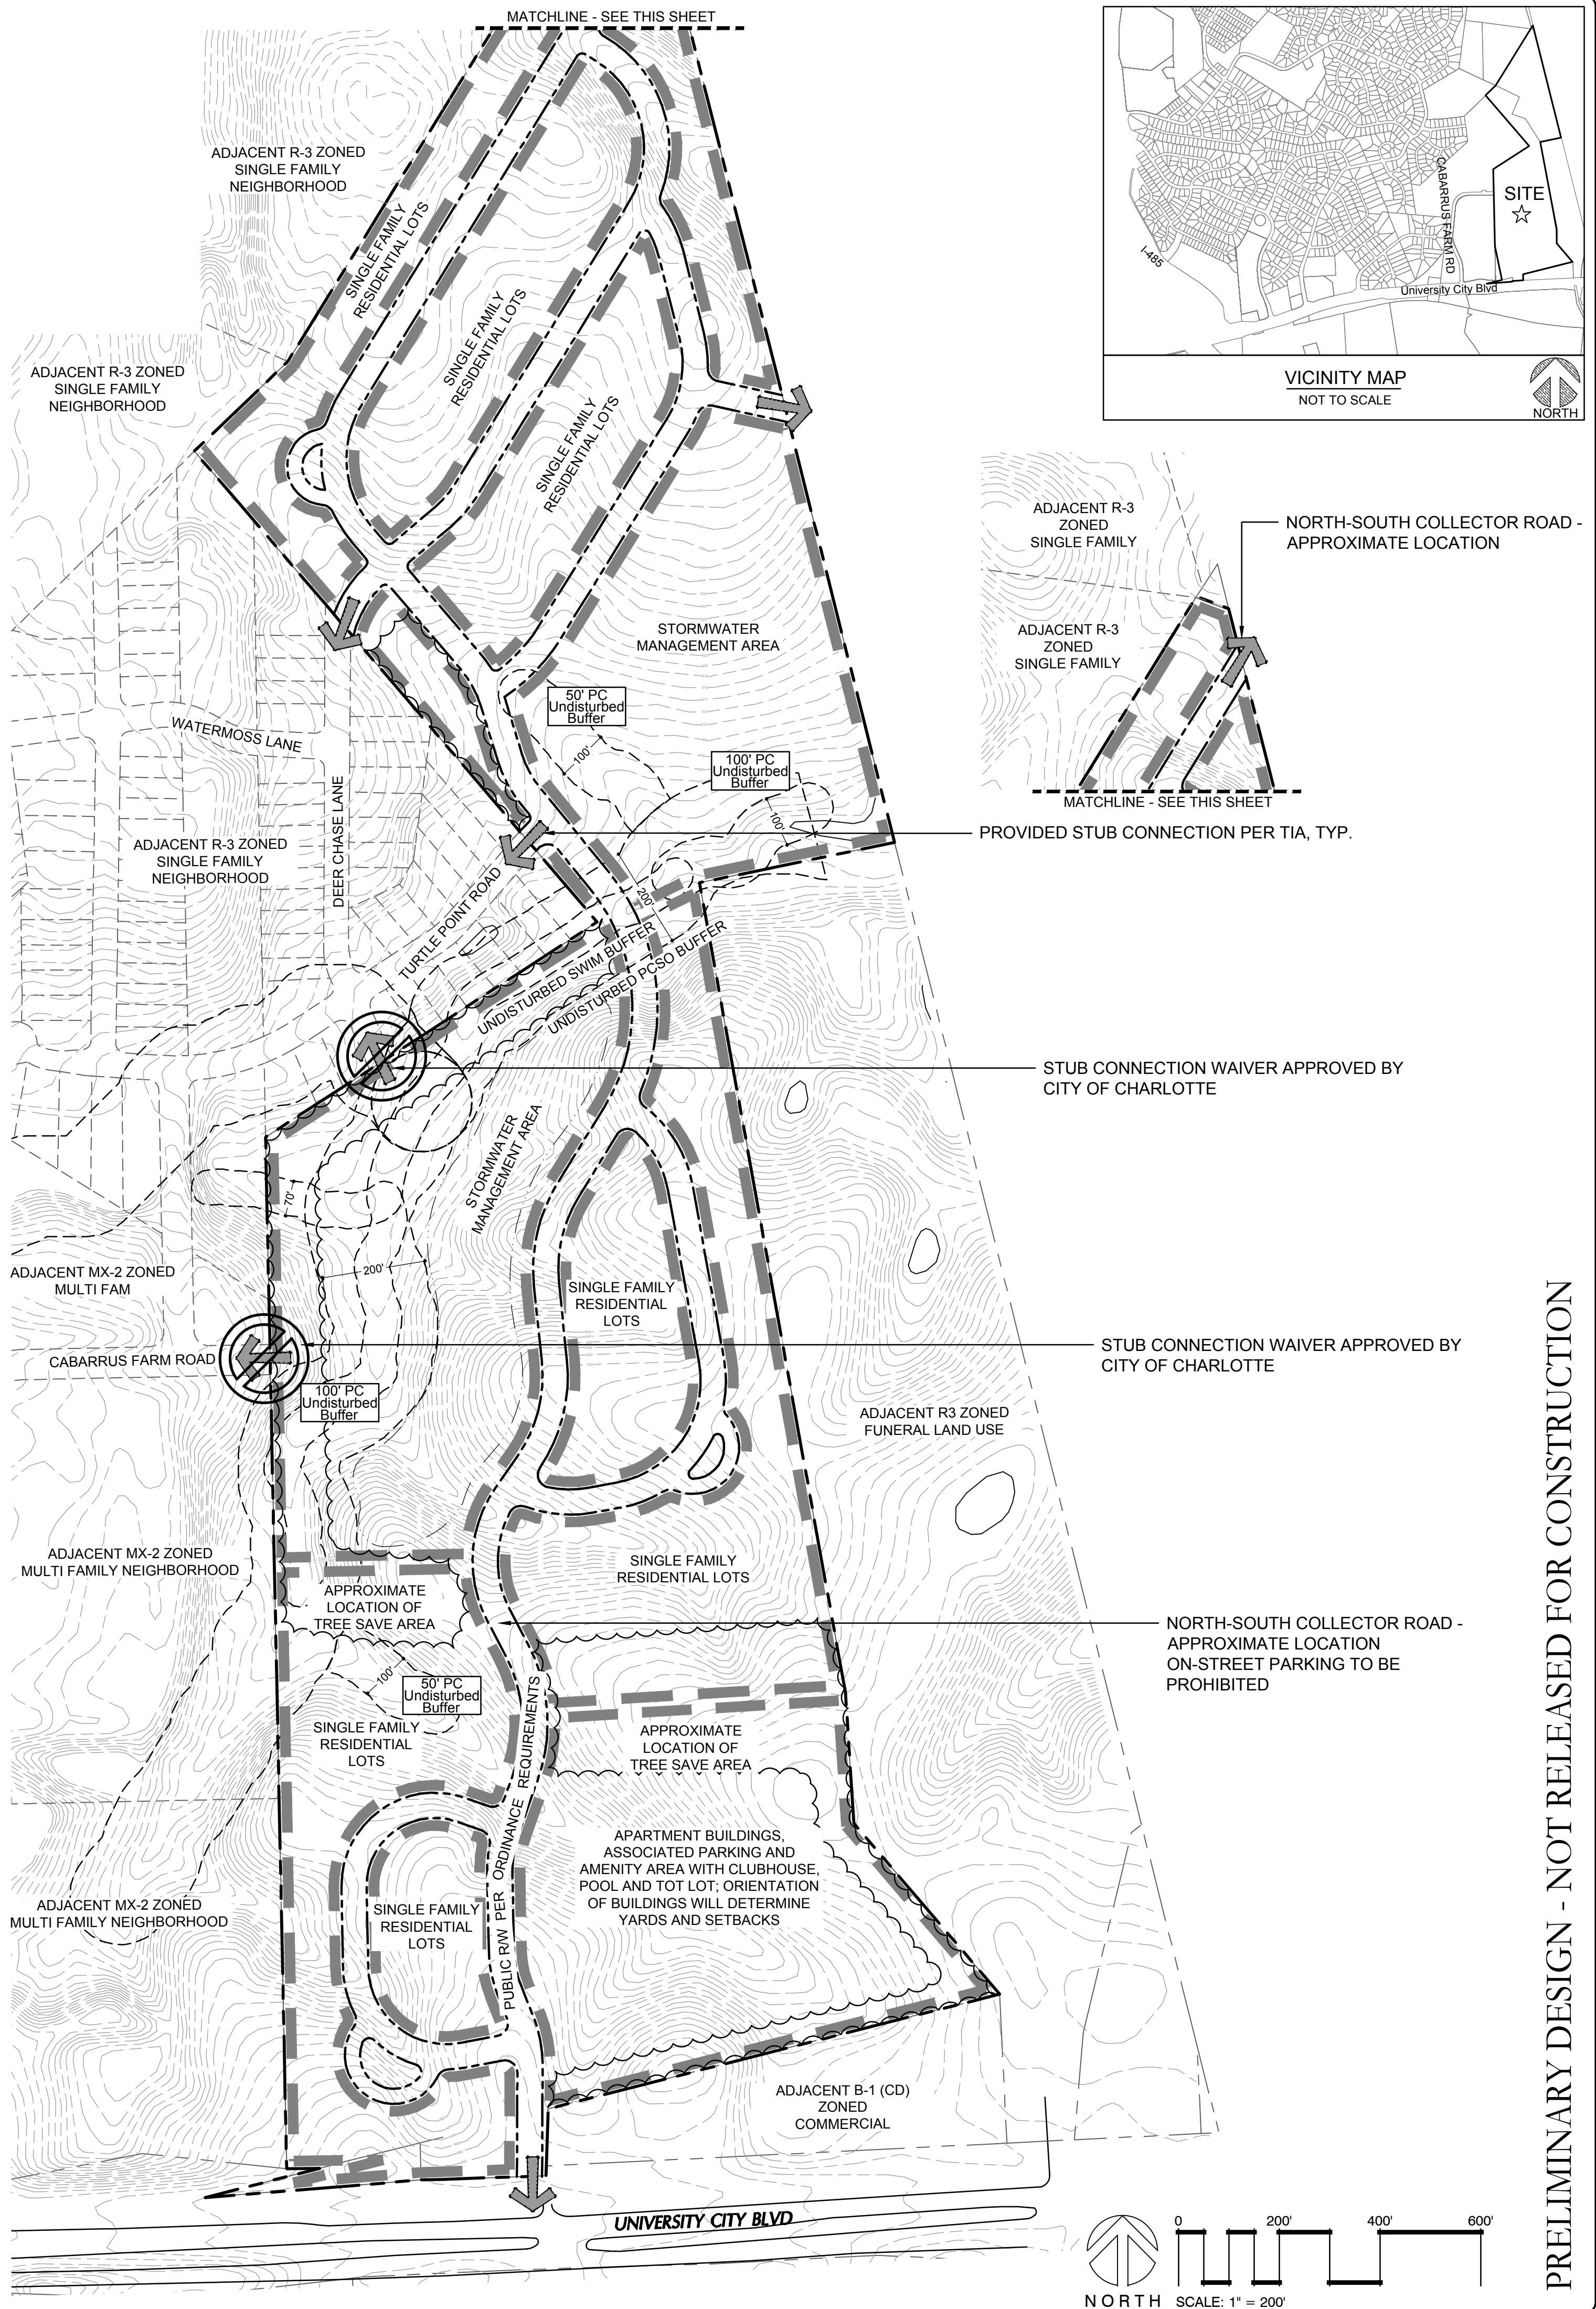 MATCHLINE - SEE THIS SHEET
ADJACENT R-3 ZONED
SINGLE FAMILY
NEIGHBORHOOD
SINGLE FAMILY
RESIDENTIAL LOTS
SINGLE FAMILY
RESIDENTIAL LOTS
SINGLE FAMILY
RESIDENTIAL LOTS
ADJACENT R-3 ZONED
SINGLE FAMILY
NEIGHBORHOOD
CABARRUS FARM RD
SITE
I-485
University City Blvd
VICINITY MAP
NOT TO SCALE
NORTH
ADJACENT R-3
ZONED
SINGLE FAMILY
NORTH-SOUTH COLLECTOR ROAD -
APPROXIMATE LOCATION
ADJACENT R-3
ZONED
SINGLE FAMILY
MATCHLINE - SEE THIS SHEET
STORMWATER
MANAGEMENT AREA
50' PC
Undisturbed
Buffer
100'
100' PC
Undisturbed
Buffer
100'
WATERMOSS LANE
DEER CHASE LANE
ADJACENT R-3 ZONED
SINGLE FAMILY
NEIGHBORHOOD
PROVIDED STUB CONNECTION PER TIA, TYP.
TURTLE POINT ROAD
200'
UNDISTURBED SWIM BUFFER
UNDISTURBED PCSO BUFFER
STUB CONNECTION WAIVER APPROVED BY
CITY OF CHARLOTTE
STORMWATER
MANAGEMENT AREA
70'
200'
ADJACENT MX-2 ZONED
MULTI FAM
SINGLE FAMILY
RESIDENTIAL
LOTS
CABARRUS FARM ROAD
STUB CONNECTION WAIVER APPROVED BY
CITY OF CHARLOTTE
100' PC
Undisturbed
Buffer
ADJACENT R3 ZONED
FUNERAL LAND USE
ADJACENT MX-2 ZONED
MULTI FAMILY NEIGHBORHOOD
SINGLE FAMILY
RESIDENTIAL LOTS
APPROXIMATE
LOCATION OF
TREE SAVE AREA
NORTH-SOUTH COLLECTOR ROAD -
APPROXIMATE LOCATION
ON-STREET PARKING TO BE
PROHIBITED
100'
50' PC
Undisturbed
Buffer
SINGLE FAMILY
RESIDENTIAL
LOTS
APPROXIMATE
LOCATION OF
TREE SAVE AREA
PUBLIC R/W PER ORDINANCE REQUIREMENTS
APARTMENT BUILDINGS,
ASSOCIATED PARKING AND
AMENITY AREA WITH CLUBHOUSE,
POOL AND TOT LOT; ORIENTATION
OF BUILDINGS WILL DETERMINE
YARDS AND SETBACKS
ADJACENT MX-2 ZONED
MULTI FAMILY NEIGHBORHOOD
SINGLE FAMILY
RESIDENTIAL
LOTS
ADJACENT B-1 (CD)
ZONED
COMMERCIAL
UNIVERSITY CITY BLVD
NORTH
0 200' 400' 600'
SCALE: 1" = 200'
PRELIMINARY DESIGN - NOT RELEASED FOR CONSTRUCTION